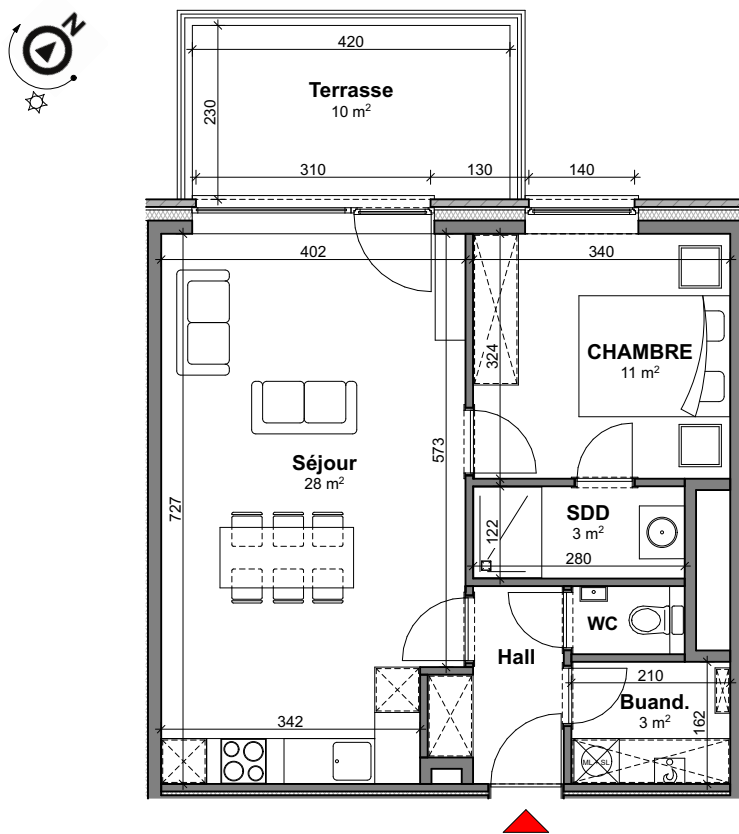 N
420
Terrasse
10 m²
230
310
130
140
402
340
324
CHAMBRE
11 m²
573
Séjour
28 m²
727
SDD
3 m²
122
280
WC
Hall
210
Buand.
3 m²
162
342
ML SL